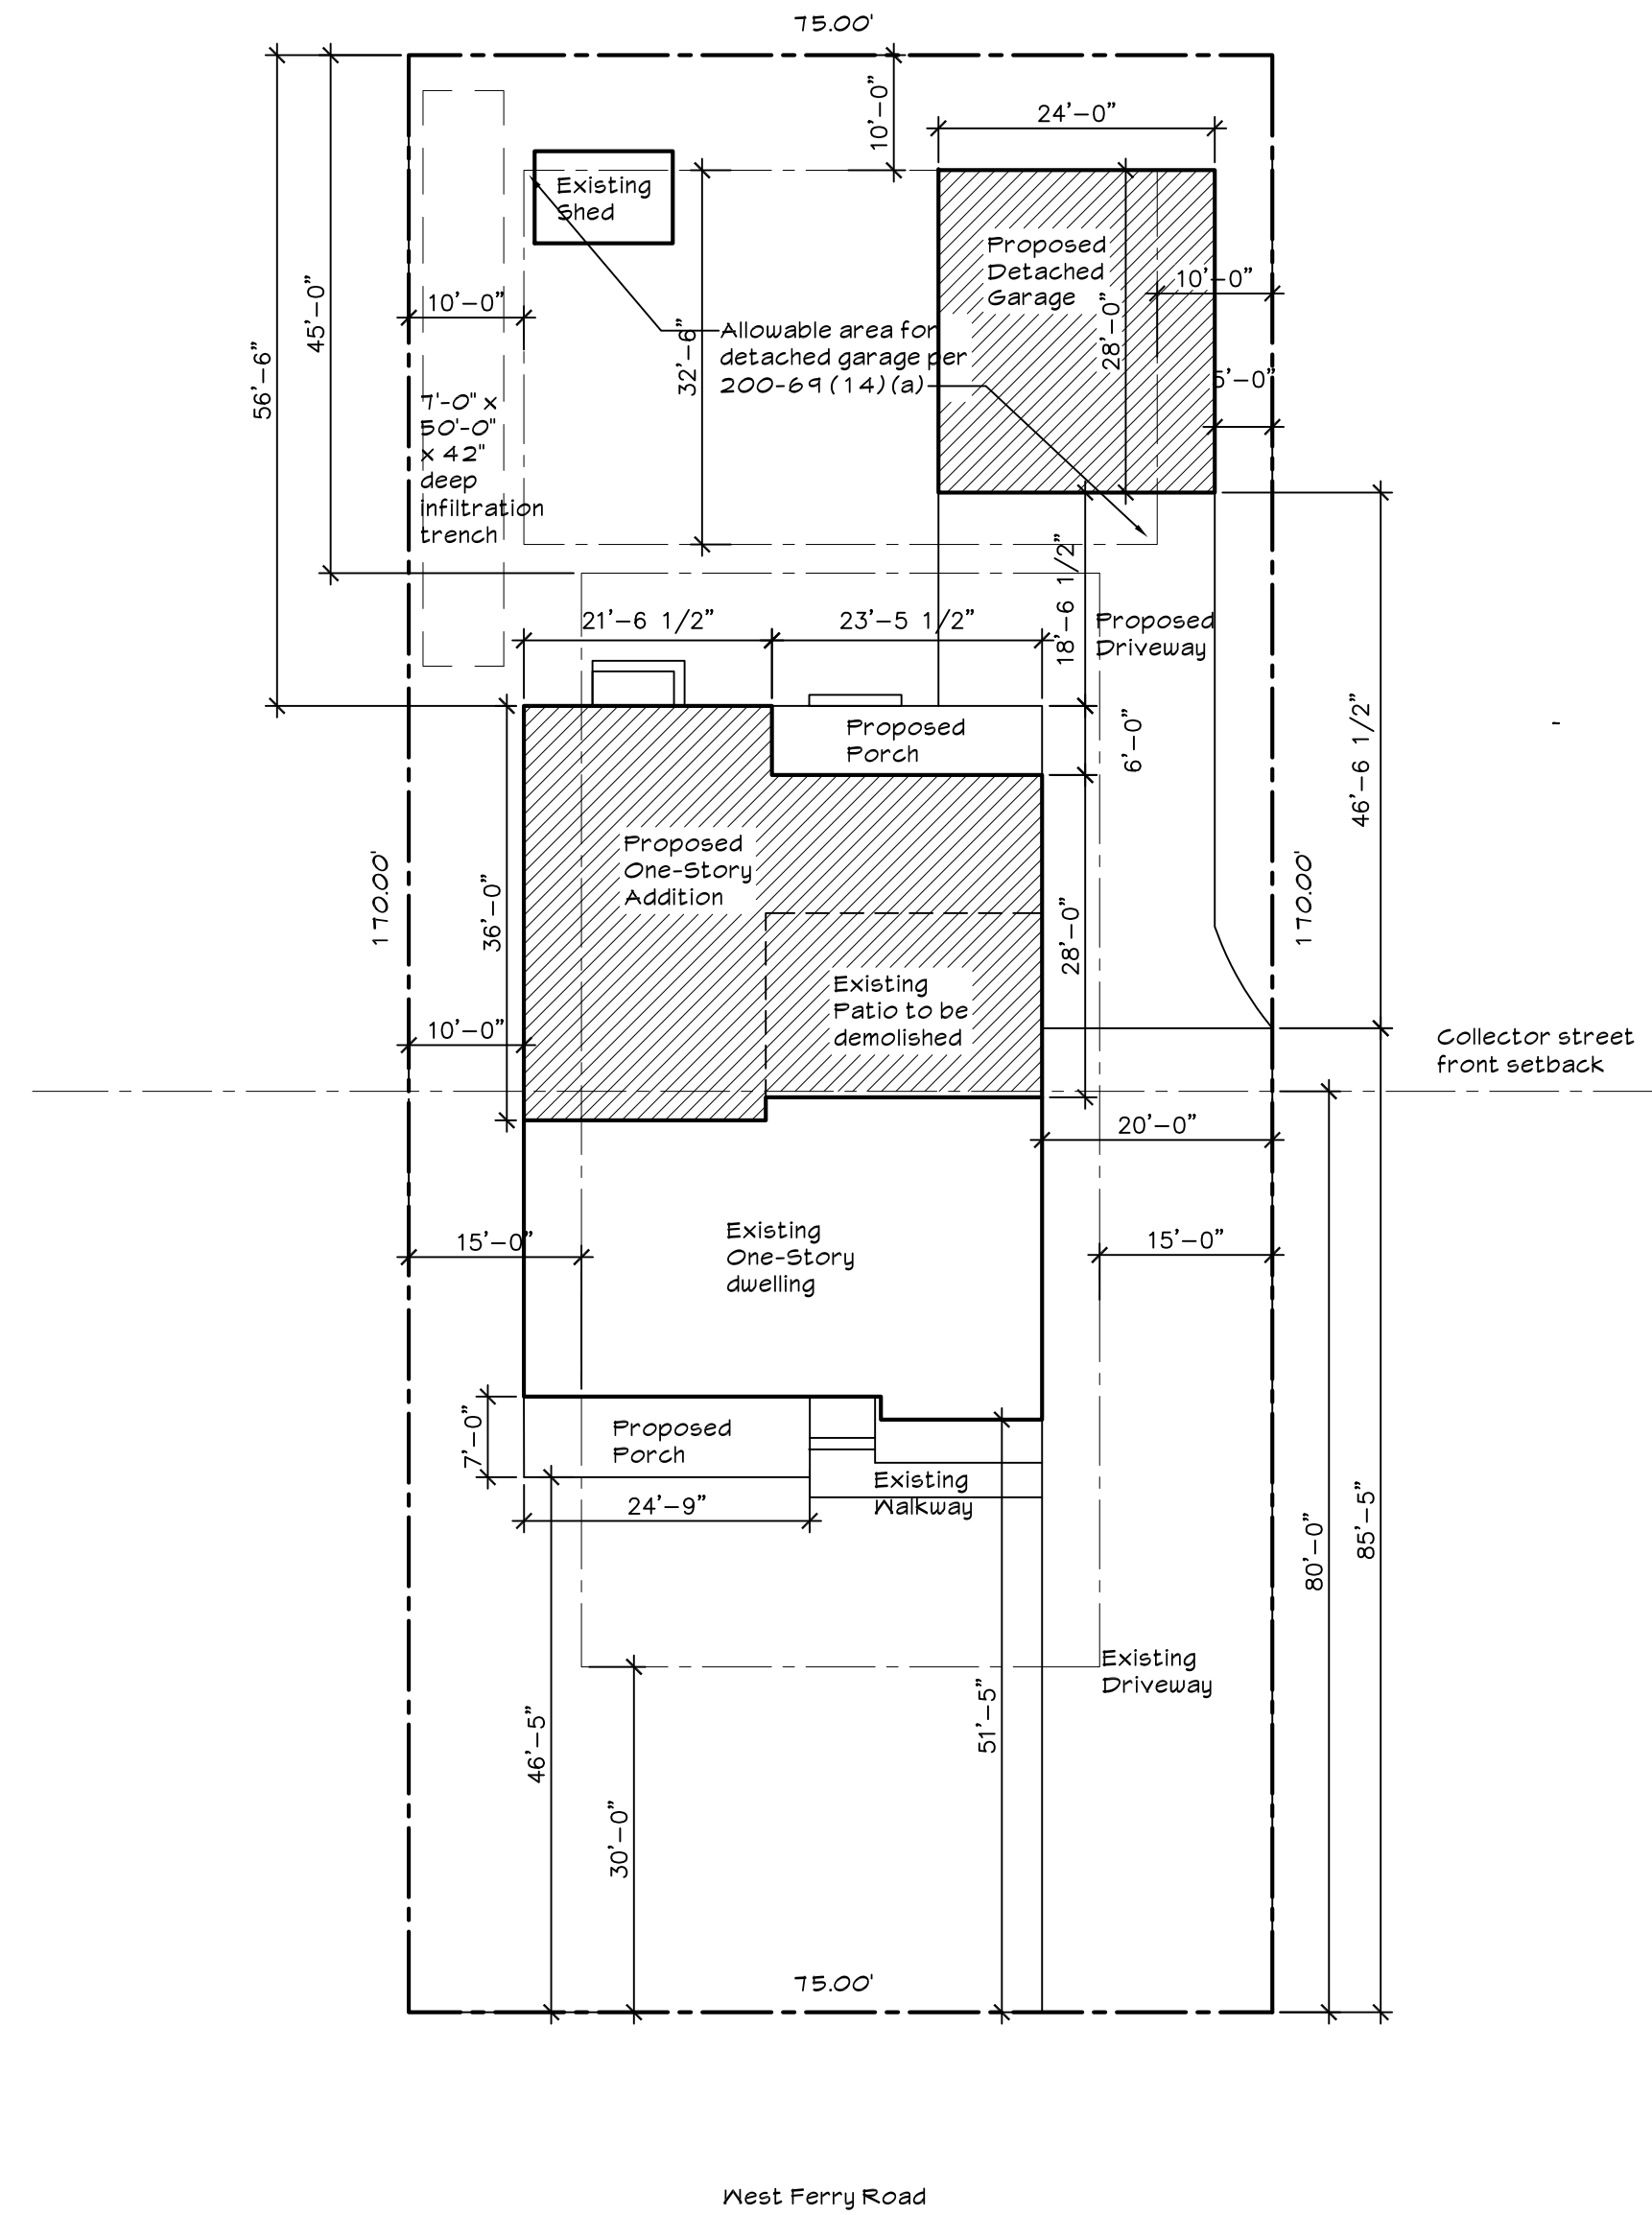 75.00'
10'-0"
24'-0"
Existing
Shed
Proposed
Detached
Garage
10'-0"
10'-0"
45'-0"
56'-6"
32'-6"
28'-0"
Allowable area for
detached garage per
200-69(14)(a)
5'-0"
7'-0" x
50'-0"
x 42"
deep
infiltration
trench
18'-6 1/2"
21'-6 1/2"
23'-5 1/2"
Proposed
Driveway
Proposed
Porch
6'-0"
46'-6 1/2"
-
Proposed
One-Story
Addition
170.00'
36'-0"
28'-0"
170.00'
Existing
Patio to be
demolished
10'-0"
Collector street
front setback
20'-0"
15'-0"
Existing
One-Story
dwelling
15'-0"
7'-0"
Proposed
Porch
Existing
Walkway
24'-9"
80'-0"
85'-5"
Existing
Driveway
46'-5"
51'-5"
30'-0"
75.00'
West Ferry Road